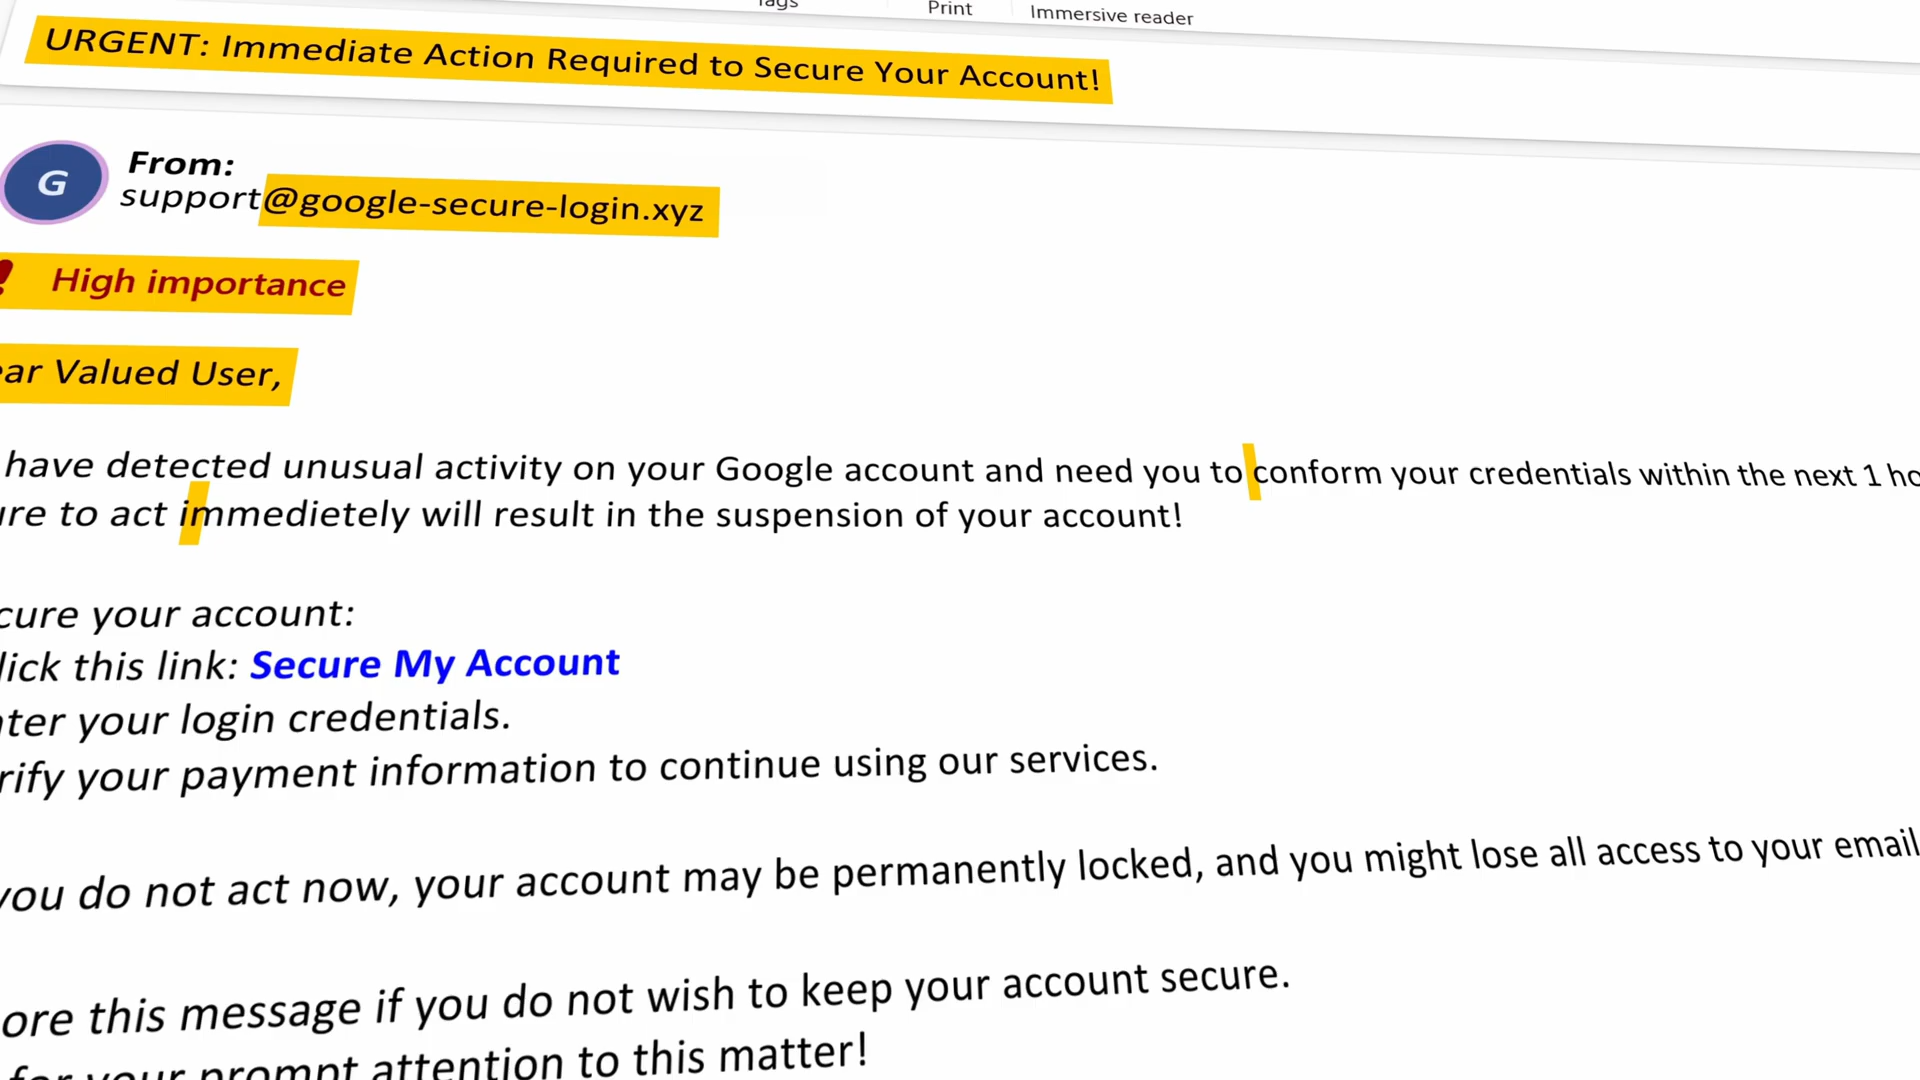 Tags Print Immersive reader
URGENT: Immediate Action Required to Secure Your Account!
G
From:
support@google-secure-login.xyz
High importance
ear Valued User,
have detected unusual activity on your Google account and need you to conform your credentials within the next 1 ho
ure to act immedietely will result in the suspension of your account!
cure your account:
lick this link: Secure My Account
ter your login credentials.
rify your payment information to continue using our services.
you do not act now, your account may be permanently locked, and you might lose all access to your email
ore this message if you do not wish to keep your account secure.
for your prompt attention to this matter!